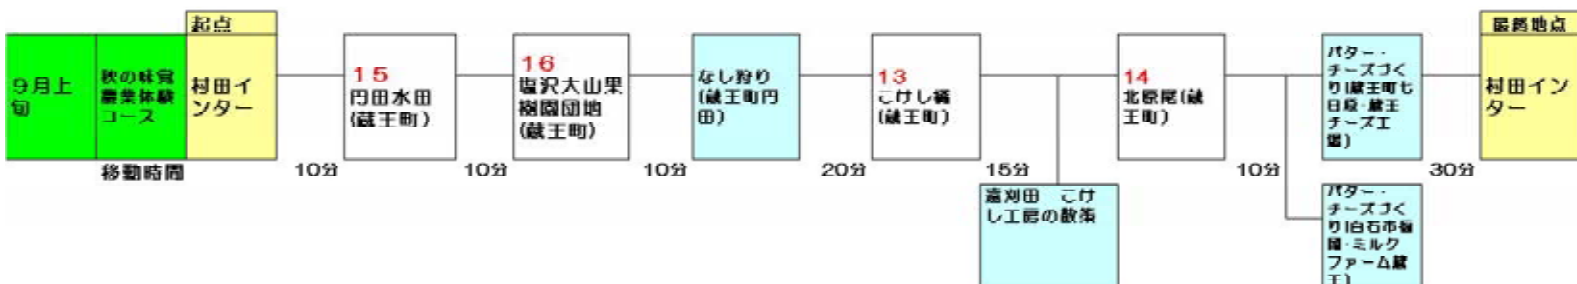 起点
最終地点
9月上
旬
秋の味覚
農業体験
コース
村田イ
ンター
15
円田水田
(蔵王町)
16
塩沢大山果
樹園団地
(蔵王町)
なし狩り
(蔵王町円
田)
13
こけし橋
(蔵王町)
14
北原尾(蔵
王町)
バター・
チーズづく
り(蔵王町七
日原・蔵王
チーズ工
場)
村田イン
ター
移動時間
10分
10分
10分
20分
15分
10分
30分
遠刈田 こけ
し工房の散策
バター・
チーズづく
り(白石市福
岡・ミルク
ファーム蔵
王)